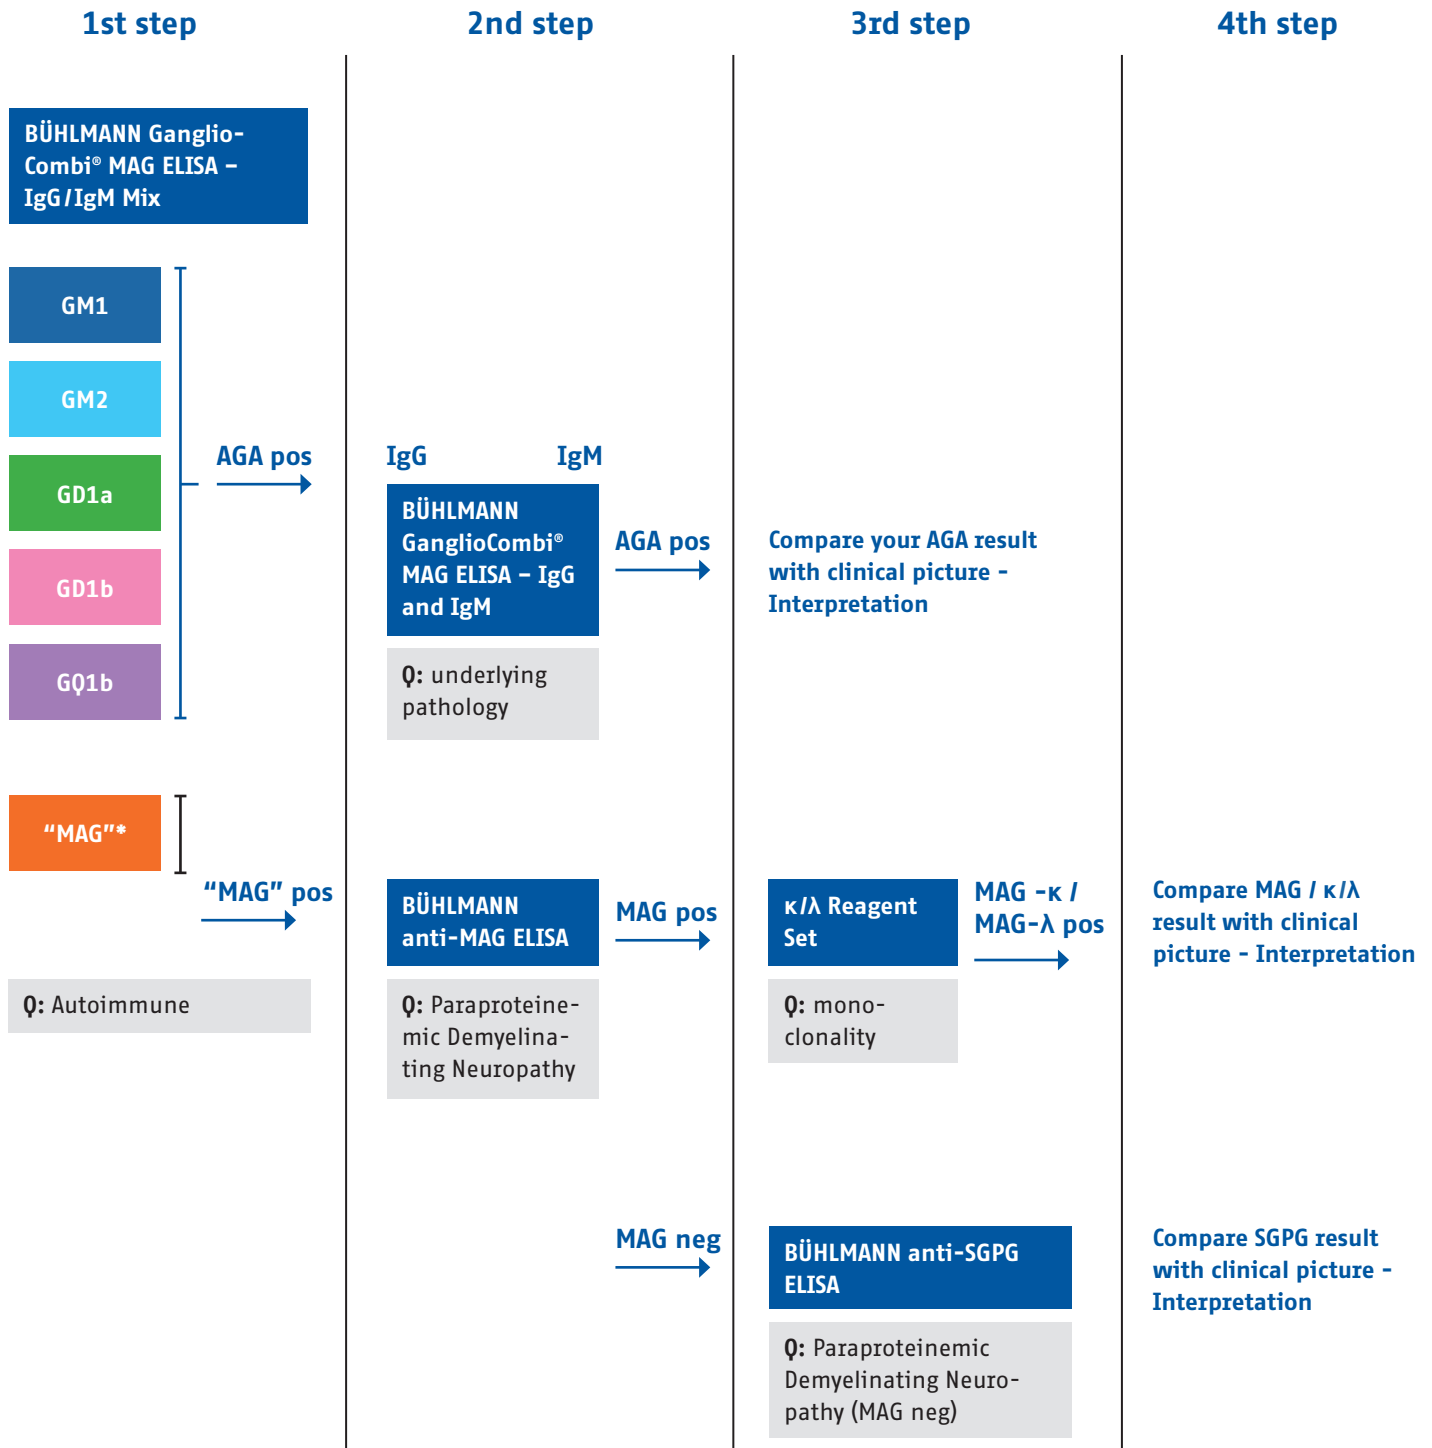 1st step
2nd step
3rd step
4th step
BÜHLMANN Ganglio-
Combi® MAG ELISA –
IgG/IgM Mix
GM1
GM2
GD1a
GD1b
GQ1b
AGA pos
"MAG"*
"MAG" pos
Q: Autoimmune
IgG
IgM
BÜHLMANN
GanglioCombi®
MAG ELISA – IgG
and IgM
Q: underlying
pathology
AGA pos
BÜHLMANN
anti-MAG ELISA
Q: Paraproteine-
mic Demyelina-
ting Neuropathy
MAG pos
MAG neg
Compare your AGA result
with clinical picture -
Interpretation
κ/λ Reagent
Set
Q: mono-
clonality
MAG -κ /
MAG-λ pos
BÜHLMANN anti-SGPG
ELISA
Q: Paraproteinemic
Demyelinating Neuro-
pathy (MAG neg)
Compare MAG / κ/λ
result with clinical
picture - Interpretation
Compare SGPG result
with clinical picture -
Interpretation